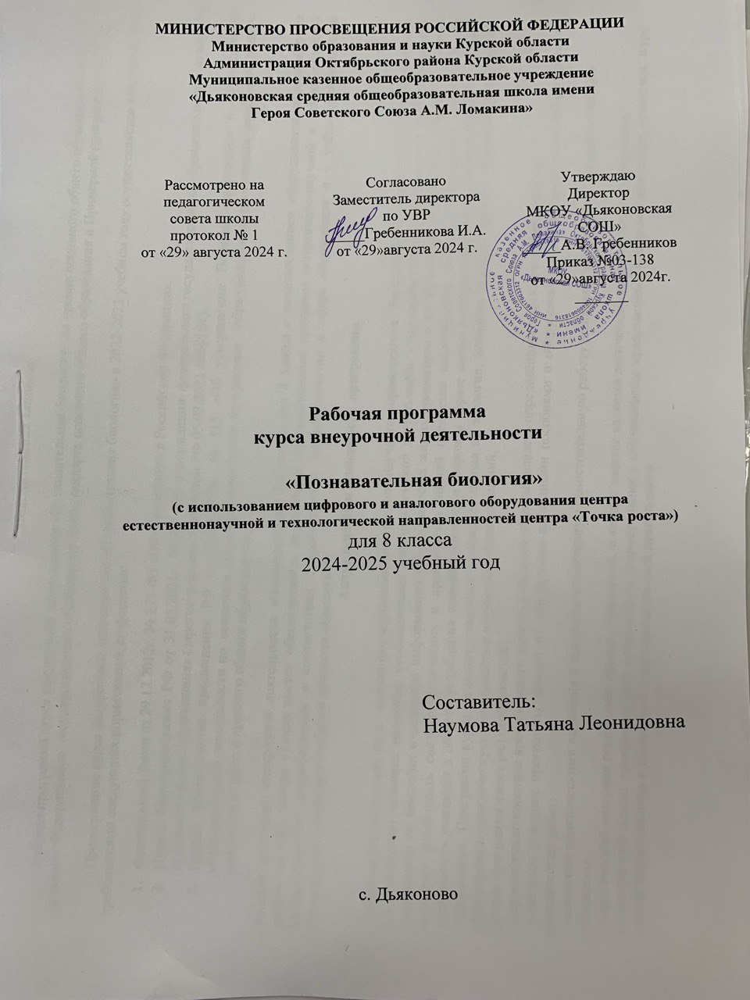 МИНИСТЕРСТВО ПРОСВЕЩЕНИЯ РОССИЙСКОЙ ФЕДЕРАЦИИ
Министерство образования и науки Курской области
Администрация Октябрьского района Курской области
Муниципальное казенное общеобразовательное учреждение
«Дьяконовская средняя общеобразовательная школа имени
Героя Советского Союза А.М. Ломакина»
Рассмотрено на
педагогическом
совета школы
протокол № 1
от «29» августа 2024 г.
Согласовано
Заместитель директора
по УВР
Гребенникова И.А.
от «29»августа 2024 г.
Утверждаю
Директор
МКОУ «Дьяконовская
СОШ»
А.В. Гребенников
Приказ №03-138
от «29»августа 2024г.
МКОУ
«Дьяконовская СОШ»
Рабочая программа
курса внеурочной деятельности
«Познавательная биология»
(с использованием цифрового и аналогового оборудования центра
естественнонаучной и технологической направленностей центра «Точка роста»)
для 8 класса
2024-2025 учебный год
Составитель:
Наумова Татьяна Леонидовна
с. Дьяконово